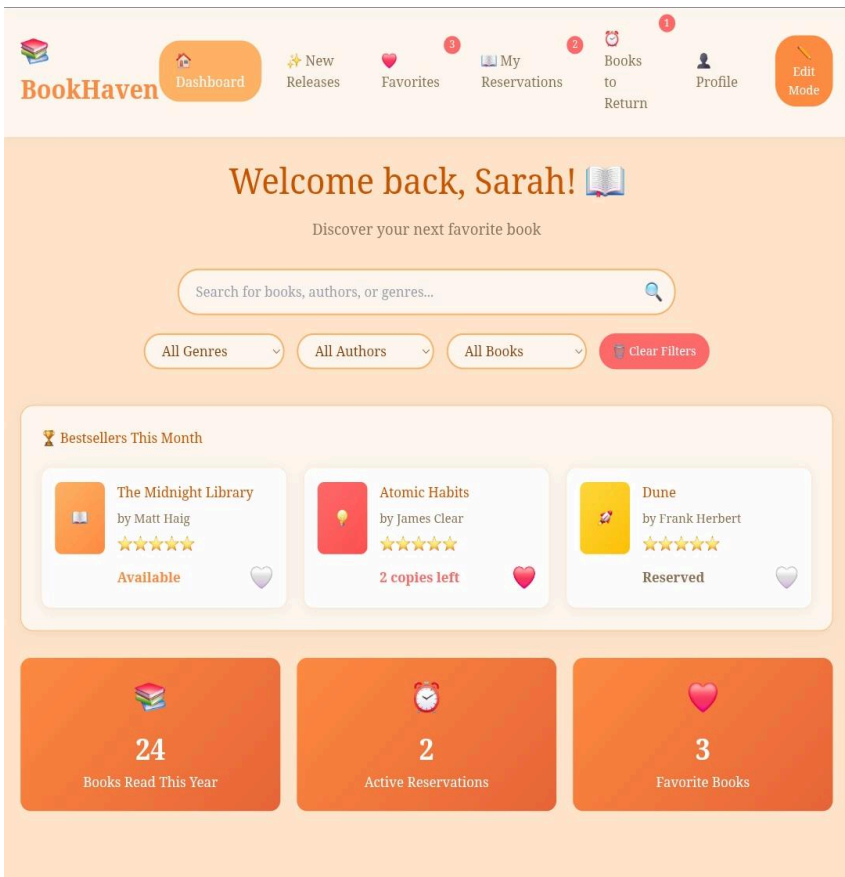 BookHaven
Dashboard
New
Releases
3
Favorites
2
My
Reservations
1
Books
to
Return
Profile
Edit
Mode
Welcome back, Sarah!
Discover your next favorite book
Search for books, authors, or genres...
All Genres
All Authors
All Books
Clear Filters
Bestsellers This Month
The Midnight Library
by Matt Haig
Available
Atomic Habits
by James Clear
2 copies left
Dune
by Frank Herbert
Reserved
24
Books Read This Year
2
Active Reservations
3
Favorite Books